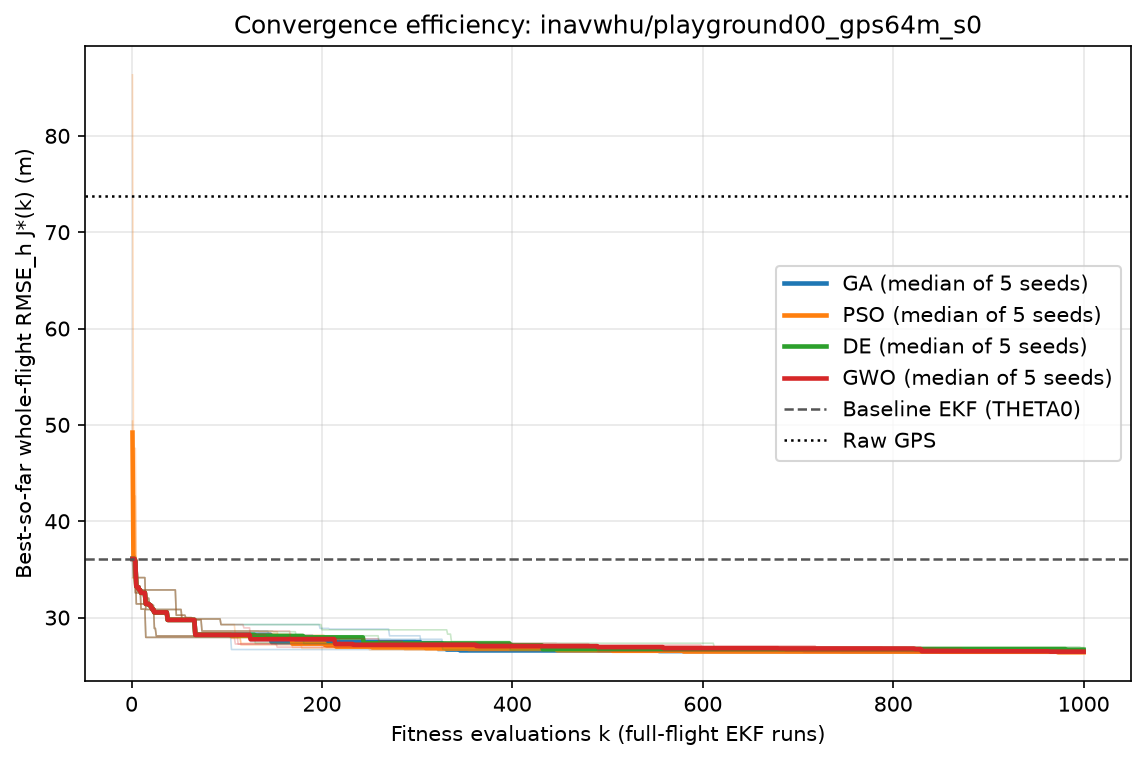 Convergence efficiency: inavwhu/playground00_gps64m_s0
Best-so-far whole-flight RMSE_h J*(k) (m)
80
70
60
50
40
30
GA (median of 5 seeds)
PSO (median of 5 seeds)
DE (median of 5 seeds)
GWO (median of 5 seeds)
Baseline EKF (THETA0)
Raw GPS
0
200
400
600
800
1000
Fitness evaluations k (full-flight EKF runs)